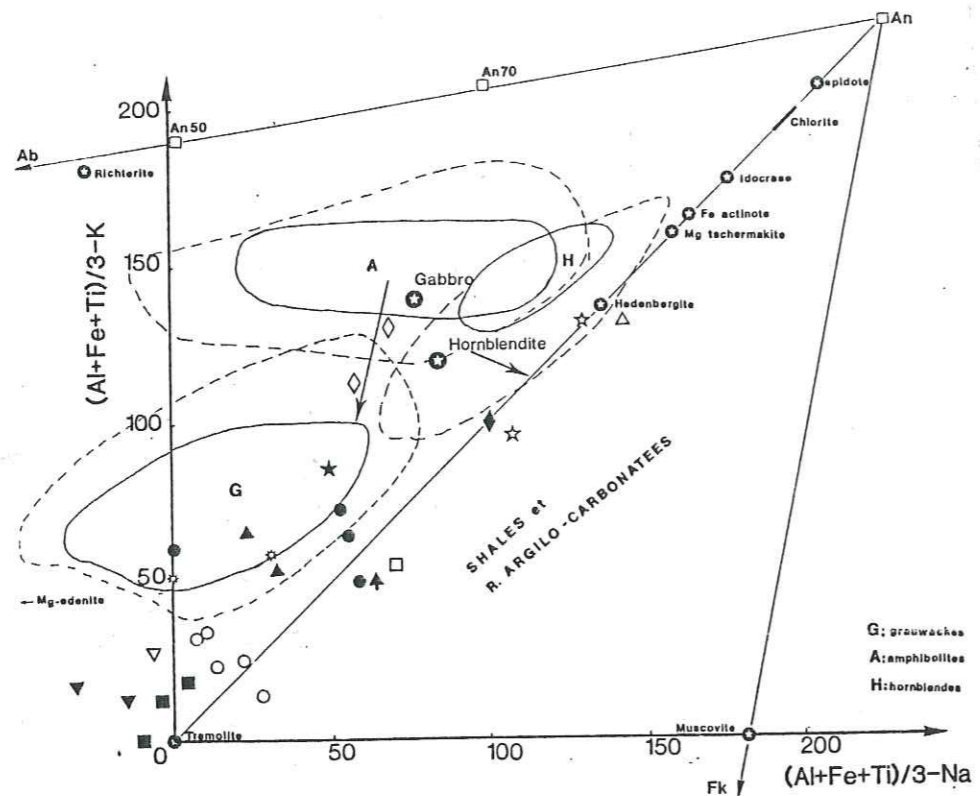 An
An70
epidote
200
Chlorite
An50
Ab
Richterite
Idocrase
Fe actinote
Mg tschermakite
(Al+Fe+Ti)/3-K
150
A
H
Gabbro
Hedenbergite
Hornblendite
100
G
SHALES et
R. ARGILO-CARBONATEES
50
Mg-edenite
G; grauwackes
A:amphibolites
H:hornblendes
Tremolite
Muscovite
0
50
100
150
200
Fk
(Al+Fe+Ti)/3-Na